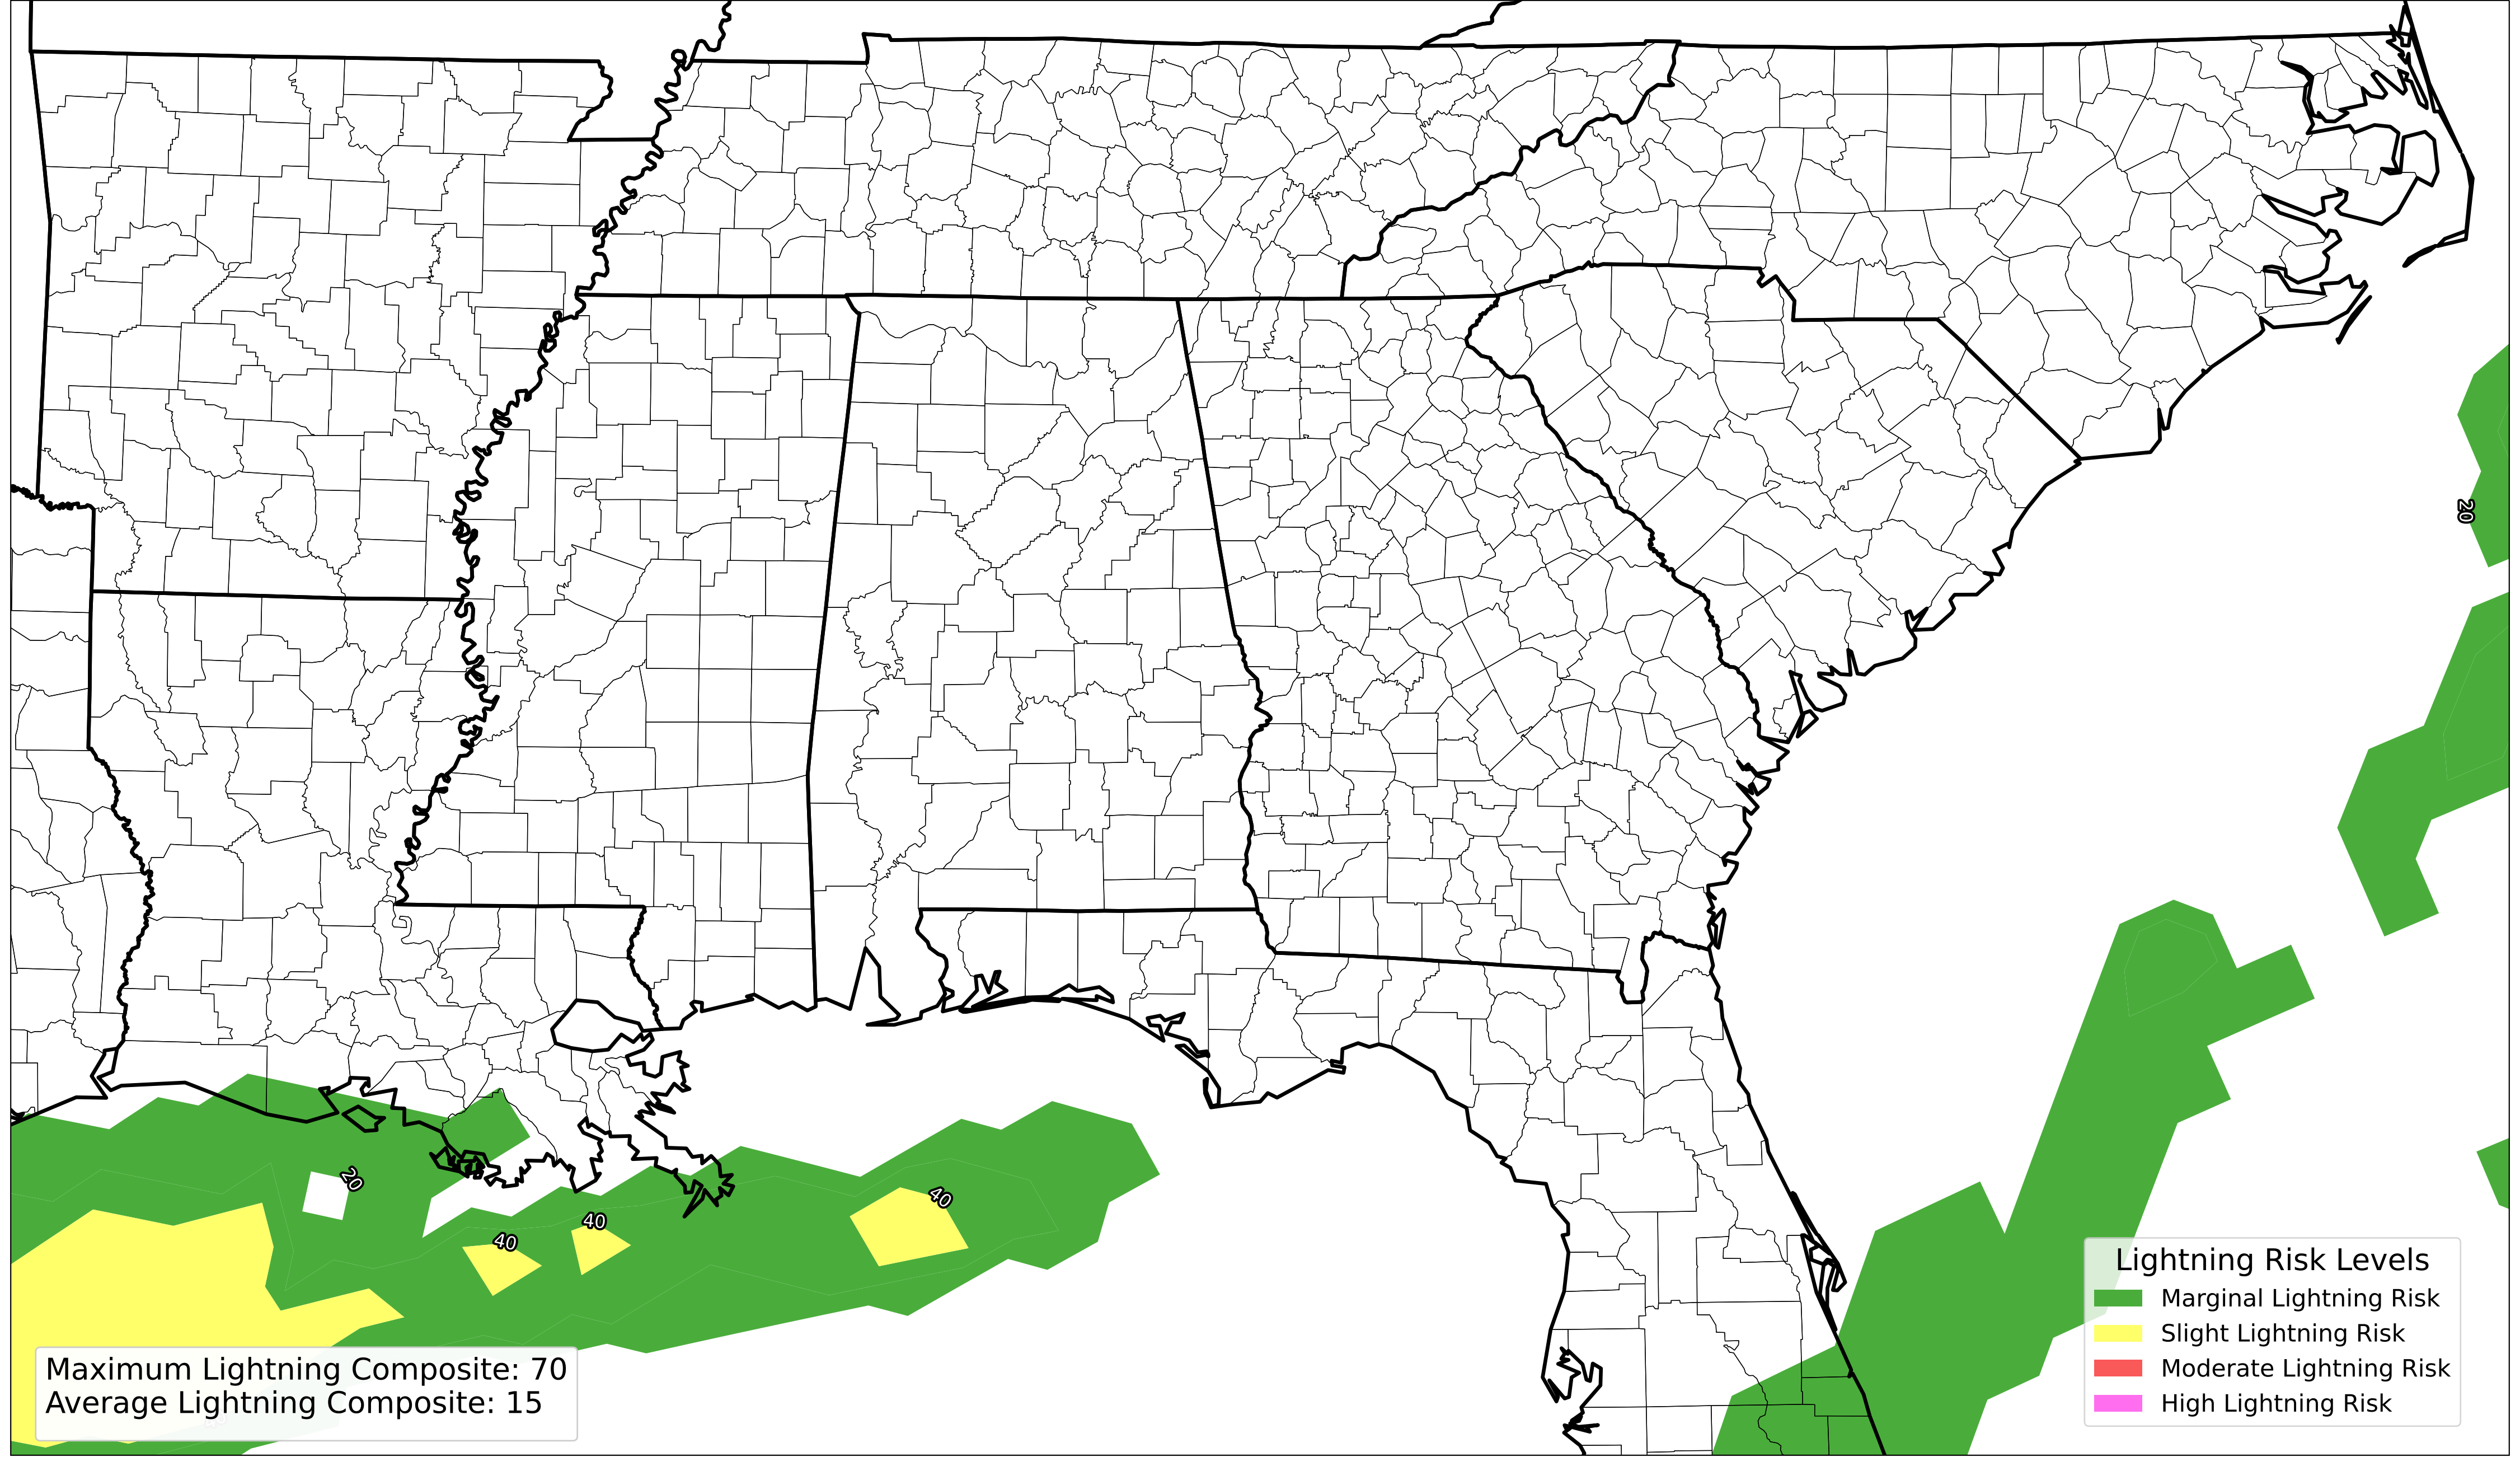 20
20
40
40
40
Lightning Risk Levels
Marginal Lightning Risk
Slight Lightning Risk
Moderate Lightning Risk
High Lightning Risk
Maximum Lightning Composite: 70
Average Lightning Composite: 15